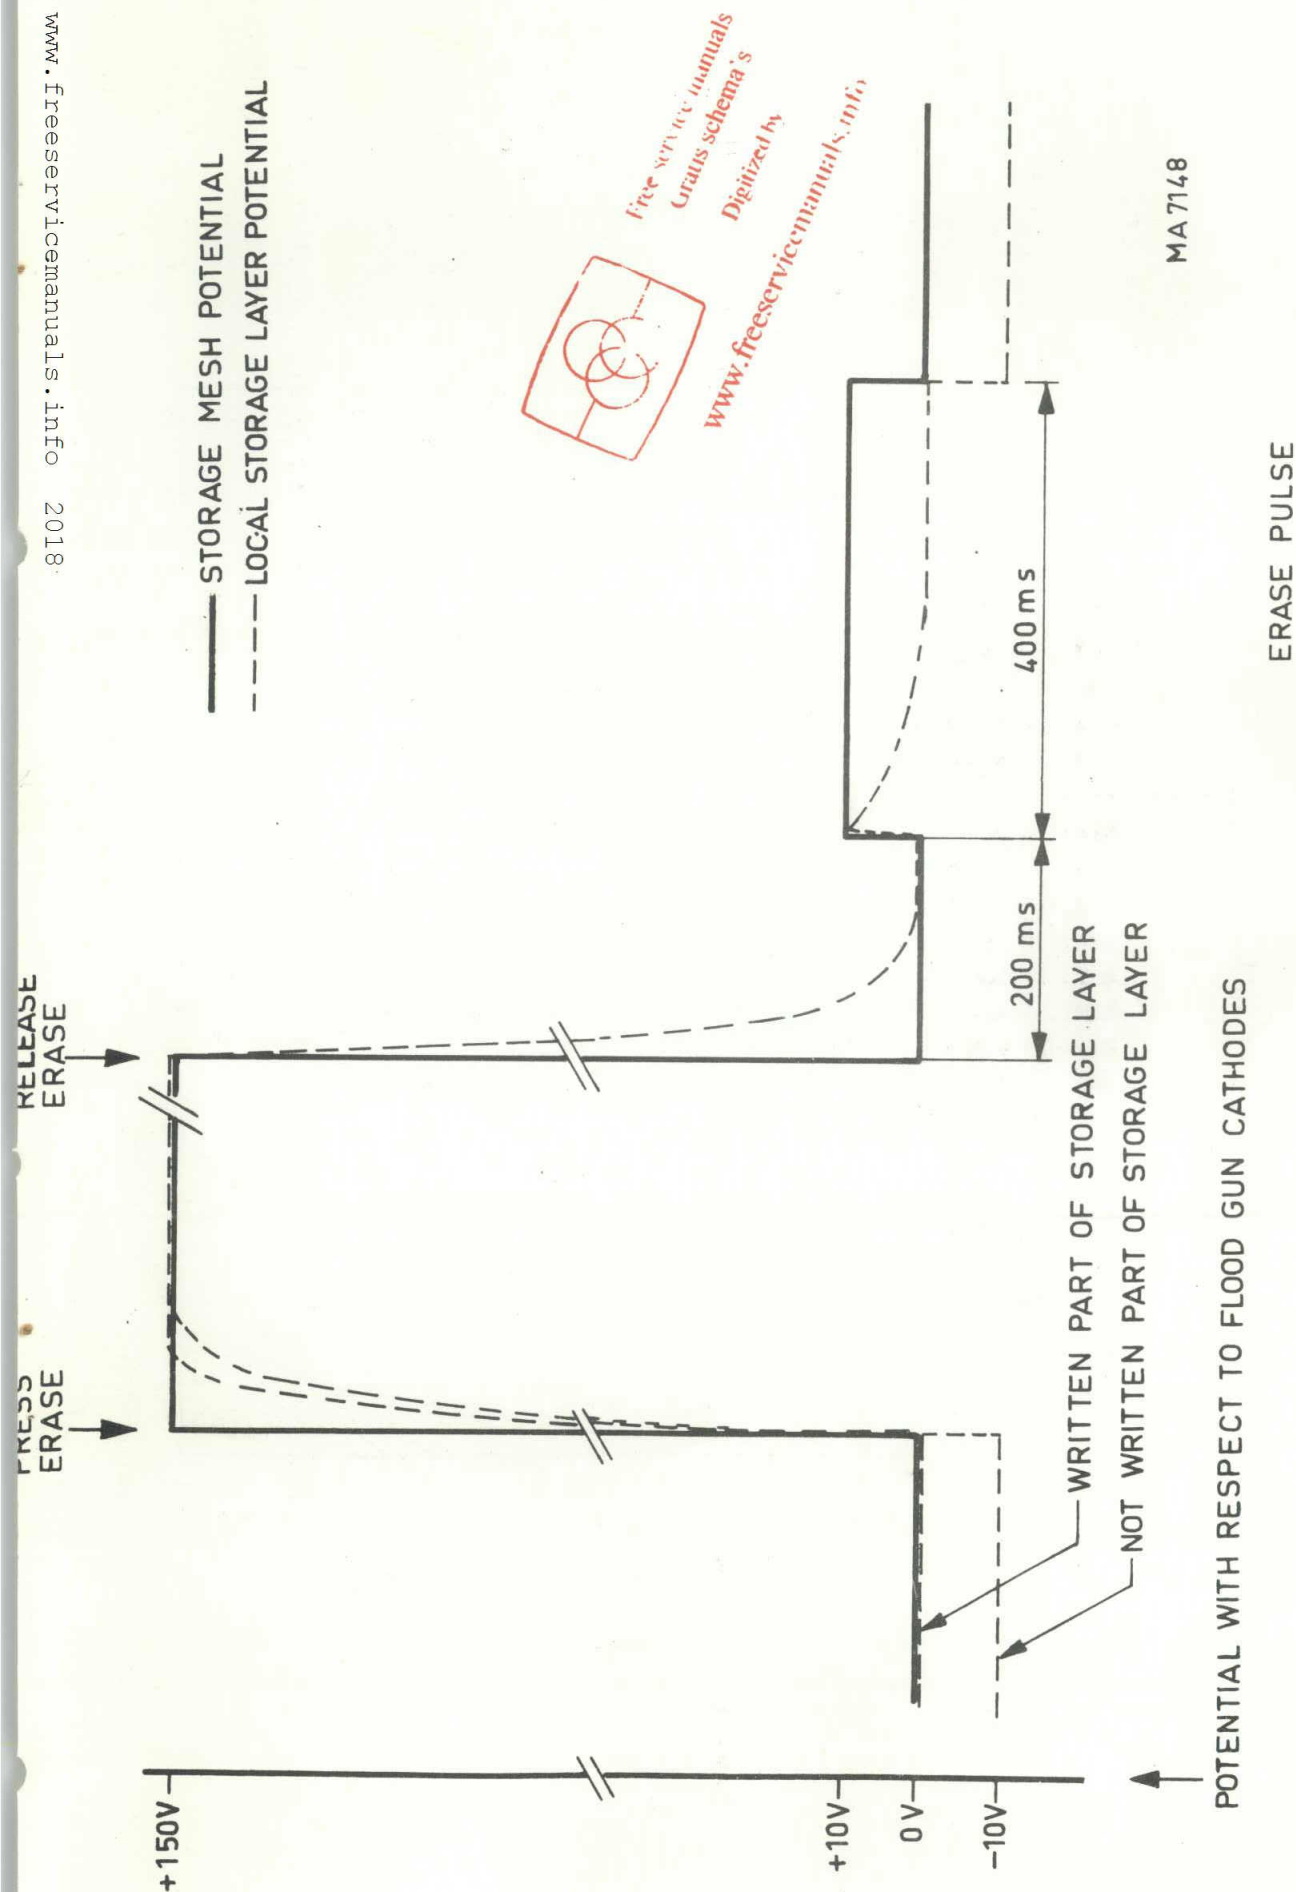 www.freeservicemanuals.info 2018
STORAGE MESH POTENTIAL
LOCAL STORAGE LAYER POTENTIAL
Free service manuals
Gratis schema's
Digitized by
www.freeservicemanuals.info
PRESS
ERASE
RELEASE
ERASE
+150V
+10V
0V
-10V
200 ms
400 ms
WRITTEN PART OF STORAGE LAYER
NOT WRITTEN PART OF STORAGE LAYER
POTENTIAL WITH RESPECT TO FLOOD GUN CATHODES
MA 7148
ERASE PULSE